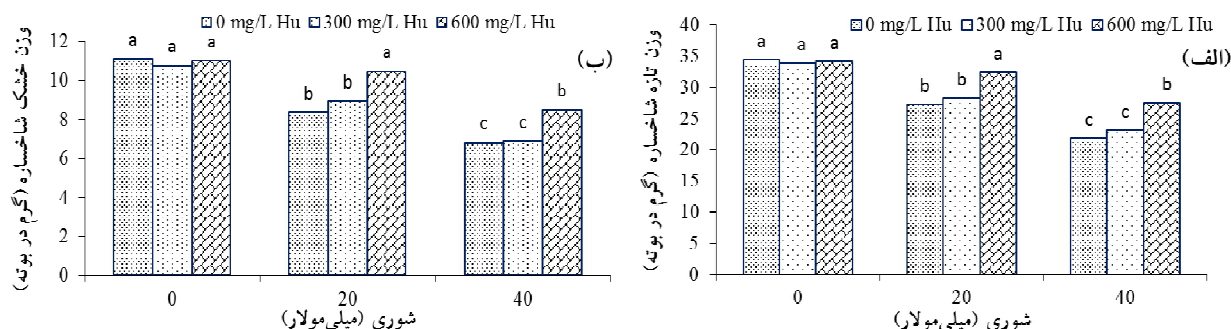 0 mg/L Hu 300 mg/L Hu 600 mg/L Hu
(الف)
وزن تازه شاخساره (گرم در بوته)
40
35
30
25
20
15
10
5
0
a a a
b b a
c c b
0 20 40
شوری (میلی‌مولار)
0 mg/L Hu 300 mg/L Hu 600 mg/L Hu
(ب)
وزن خشک شاخساره (گرم در بوته)
12
10
8
6
4
2
0
a a a
b b a
c c b
0 20 40
شوری (میلی‌مولار)